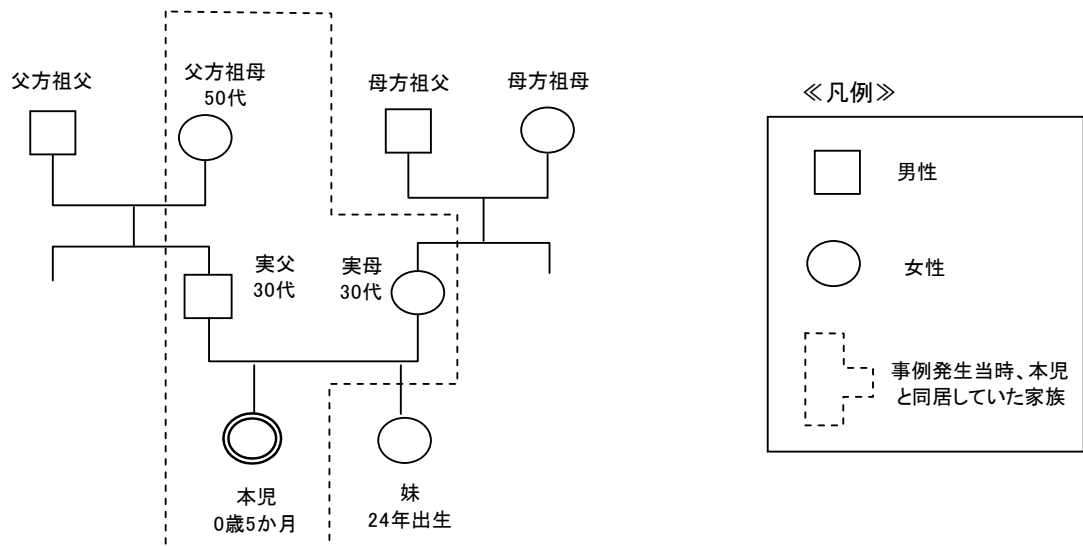 父方祖父
父方祖母
50代
母方祖父
母方祖母
実父
30代
実母
30代
本児
0歳5か月
妹
24年出生
≪凡例≫
男性
女性
事例発生当時、本児
と同居していた家族